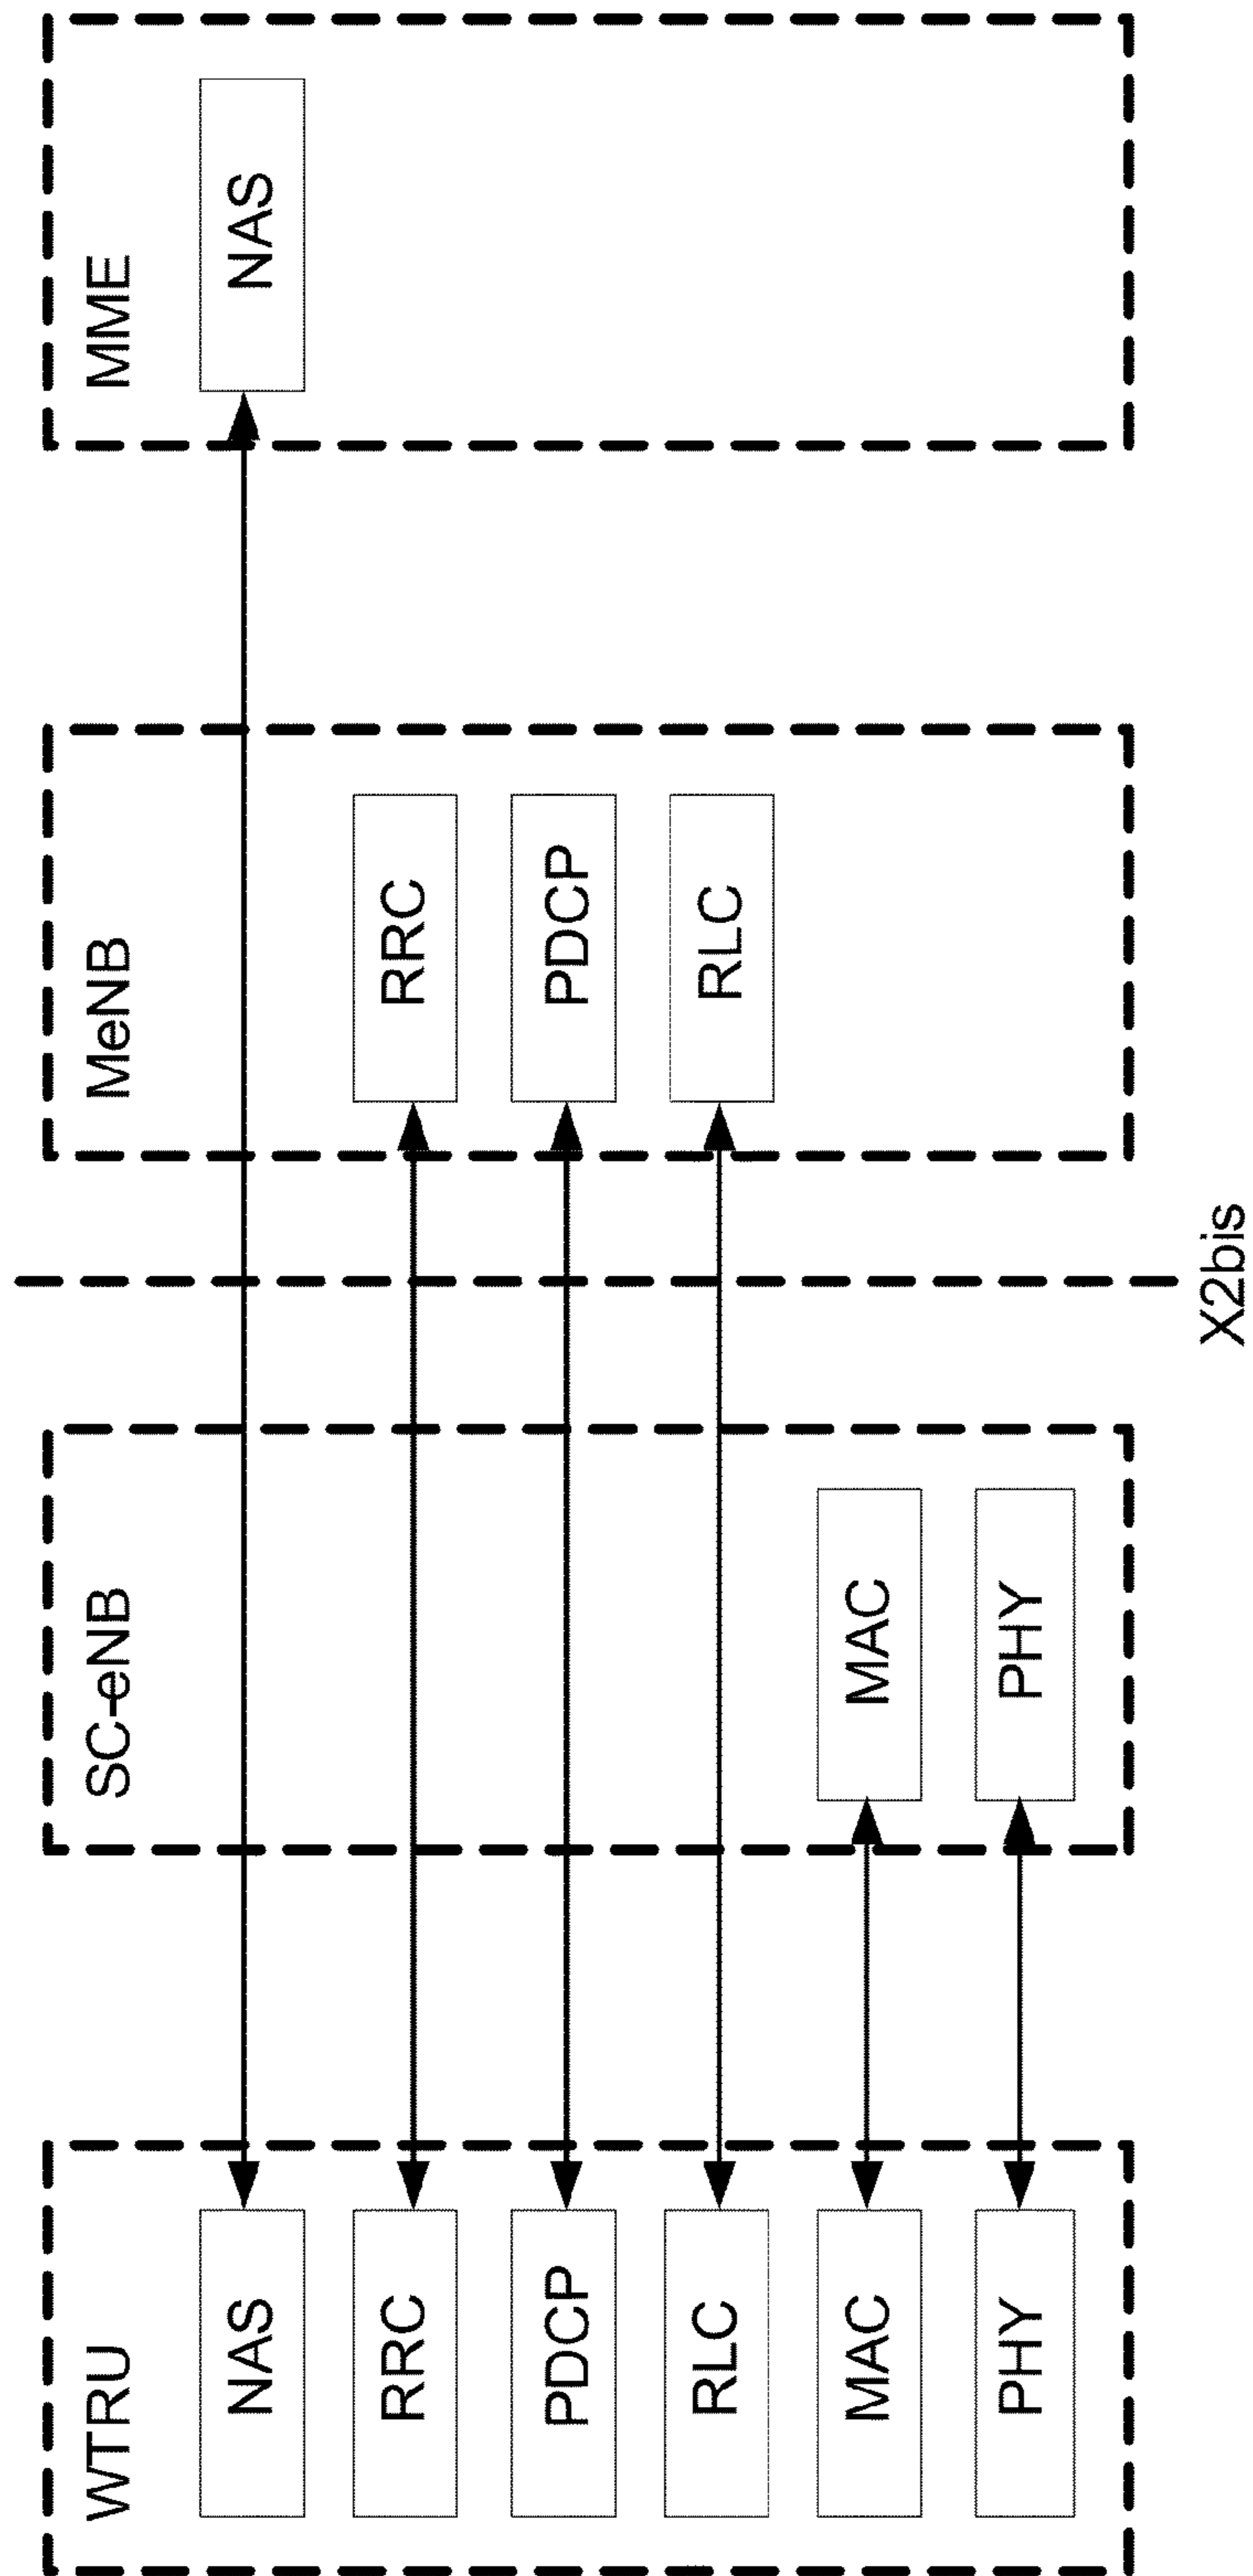 WTRU
NAS
RRC
PDCP
RLC
MAC
PHY
SC-eNB
MAC
PHY
MeNB
RRC
PDCP
RLC
MME
NAS
X2bis